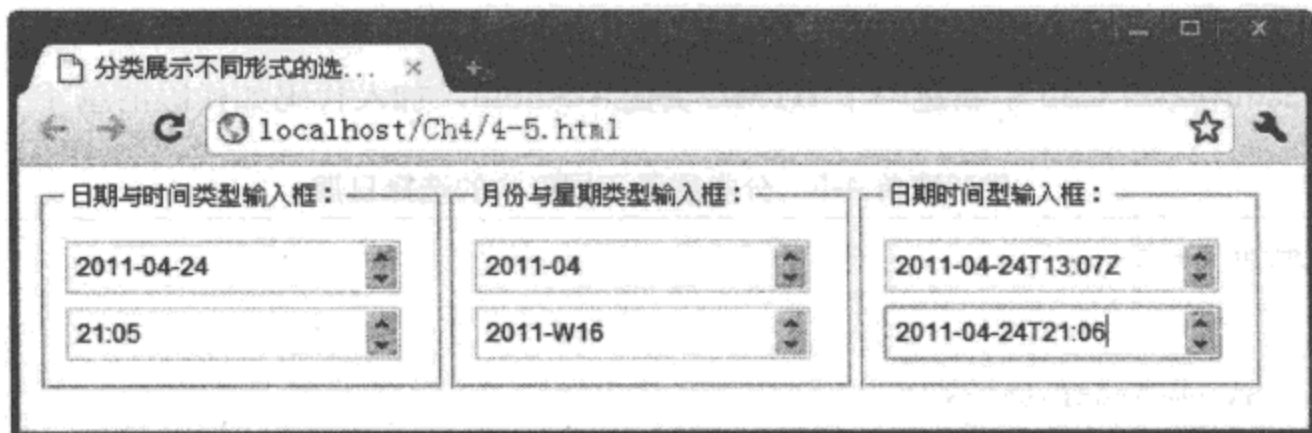 分类展示不同形式的选...
localhost/Ch4/4-5.html
日期与时间类型输入框：
2011-04-24
21:05
月份与星期类型输入框：
2011-04
2011-W16
日期时间型输入框：
2011-04-24T13:07Z
2011-04-24T21:06